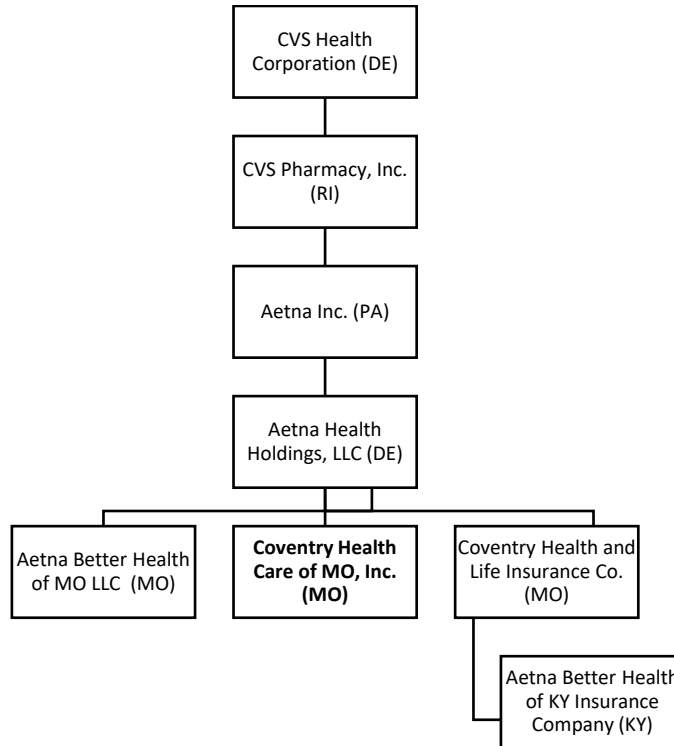 CVS Health
Corporation (DE)
CVS Pharmacy, Inc.
(RI)
Aetna Inc. (PA)
Aetna Health
Holdings, LLC (DE)
Aetna Better Health
of MO LLC  (MO)
Coventry Health
Care of MO, Inc.
(MO)
Coventry Health and
Life Insurance Co.
(MO)
Aetna Better Health
of KY Insurance
Company (KY)